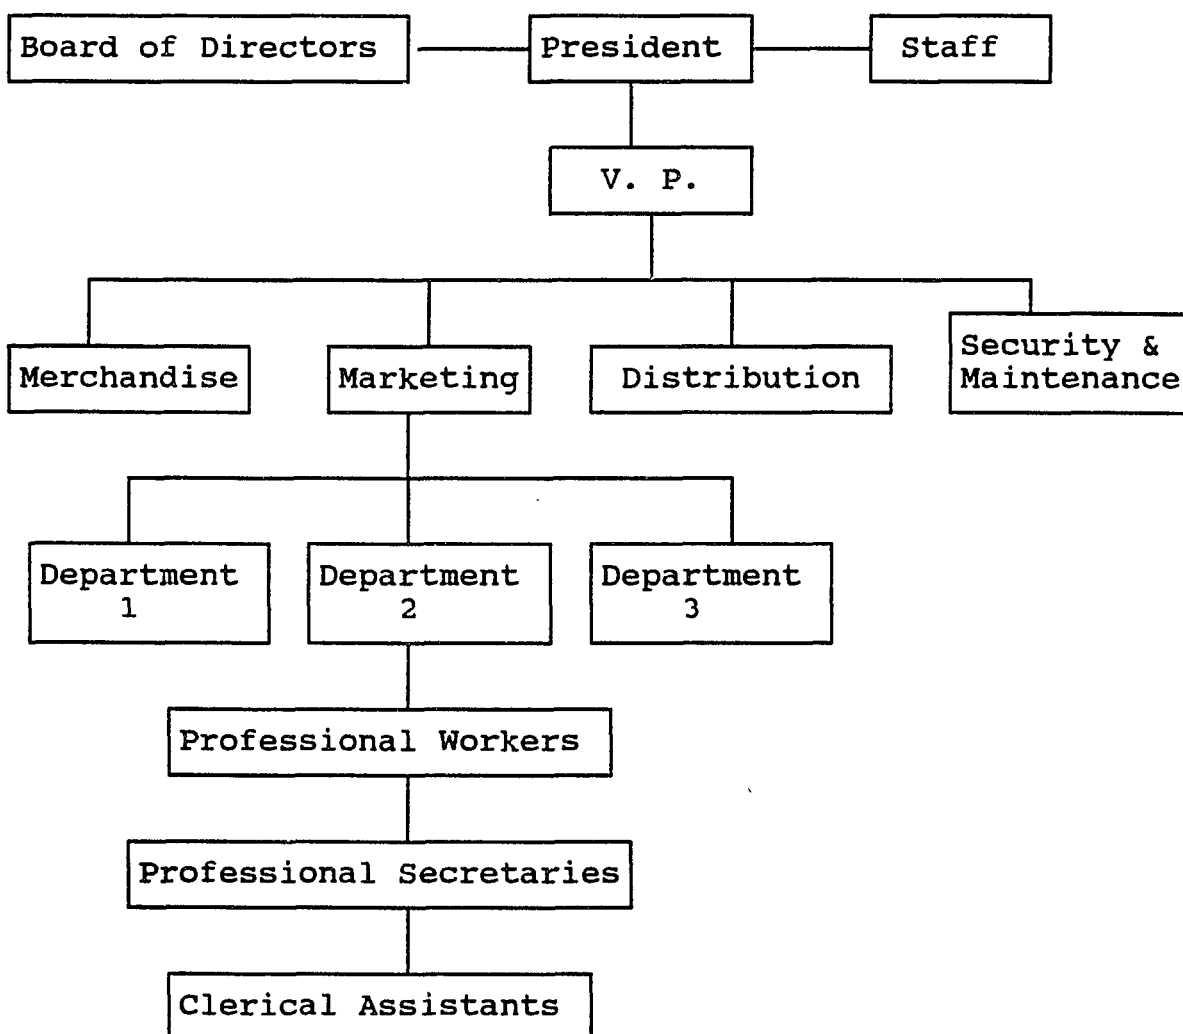 Board of Directors
President
Staff
V. P.
Merchandise
Marketing
Distribution
Security &
Maintenance
Department
1
Department
2
Department
3
Professional Workers
Professional Secretaries
Clerical Assistants